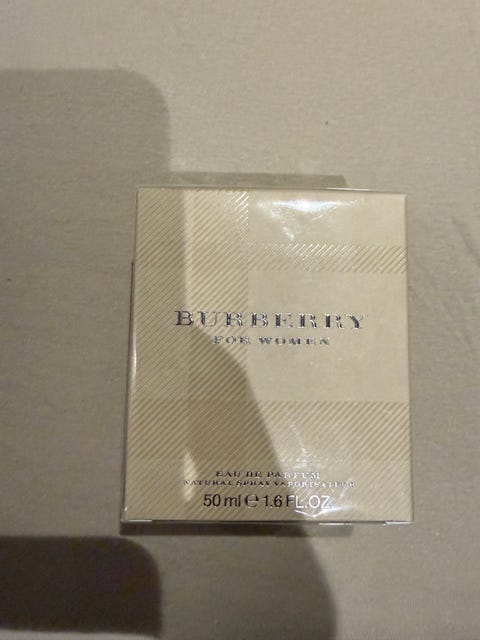 BURBERRY
FOR WOMEN
EAU DE PARFUM
NATURAL SPRAY VAPORISATEUR
50 ml ℮ 1.6 FL.OZ